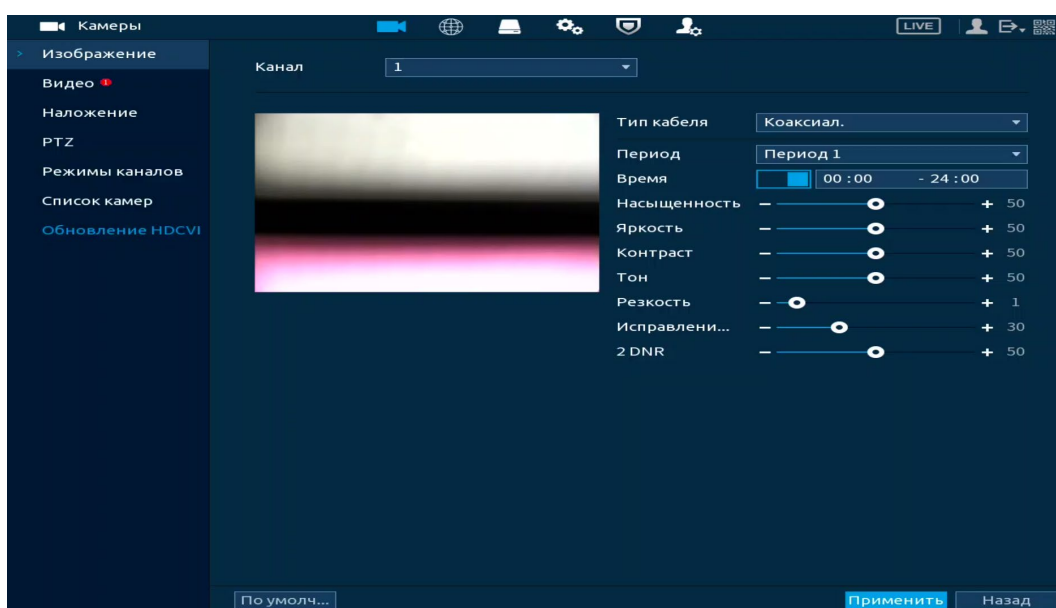 Камеры
LIVE
Изображение
Видео 1
Наложение
PTZ
Режимы каналов
Список камер
Обновление HDCVI
Канал 1
Тип кабеля Коаксиал.
Период Период 1
Время 00 :00 - 24 :00
Насыщенность 50
Яркость 50
Контраст 50
Тон 50
Резкость 1
Исправлени... 30
2 DNR 50
По умолч...
Применить
Назад